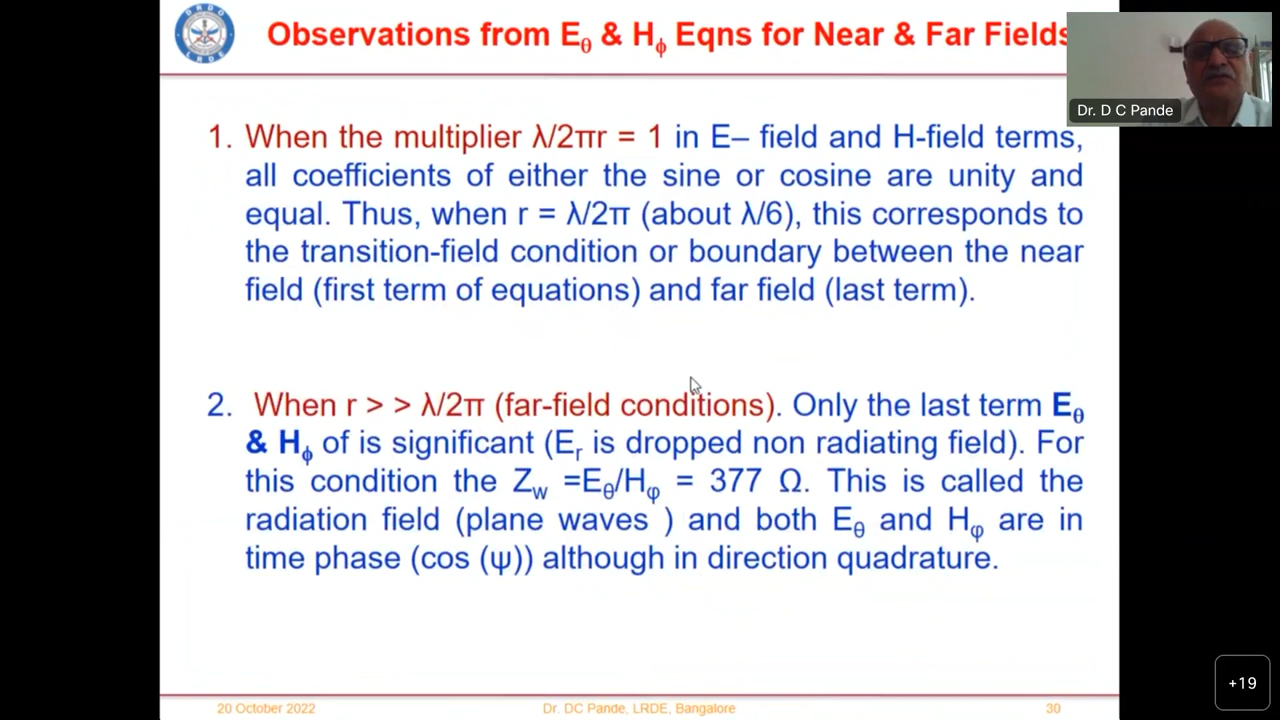 DRDO
LRDE
Observations from Eθ & Hϕ Eqns for Near & Far Fields
Dr. D C Pande
1. When the multiplier λ/2πr = 1 in E– field and H-field terms,
all coefficients of either the sine or cosine are unity and
equal. Thus, when r = λ/2π (about λ/6), this corresponds to
the transition-field condition or boundary between the near
field (first term of equations) and far field (last term).
2. When r > > λ/2π (far-field conditions). Only the last term Eθ
& Hϕ of is significant (Er is dropped non radiating field). For
this condition the Zw =Eθ/Hφ = 377 Ω. This is called the
radiation field (plane waves ) and both Eθ and Hφ are in
time phase (cos (ψ)) although in direction quadrature.
20 October 2022
Dr. DC Pande, LRDE, Bangalore
30
+19